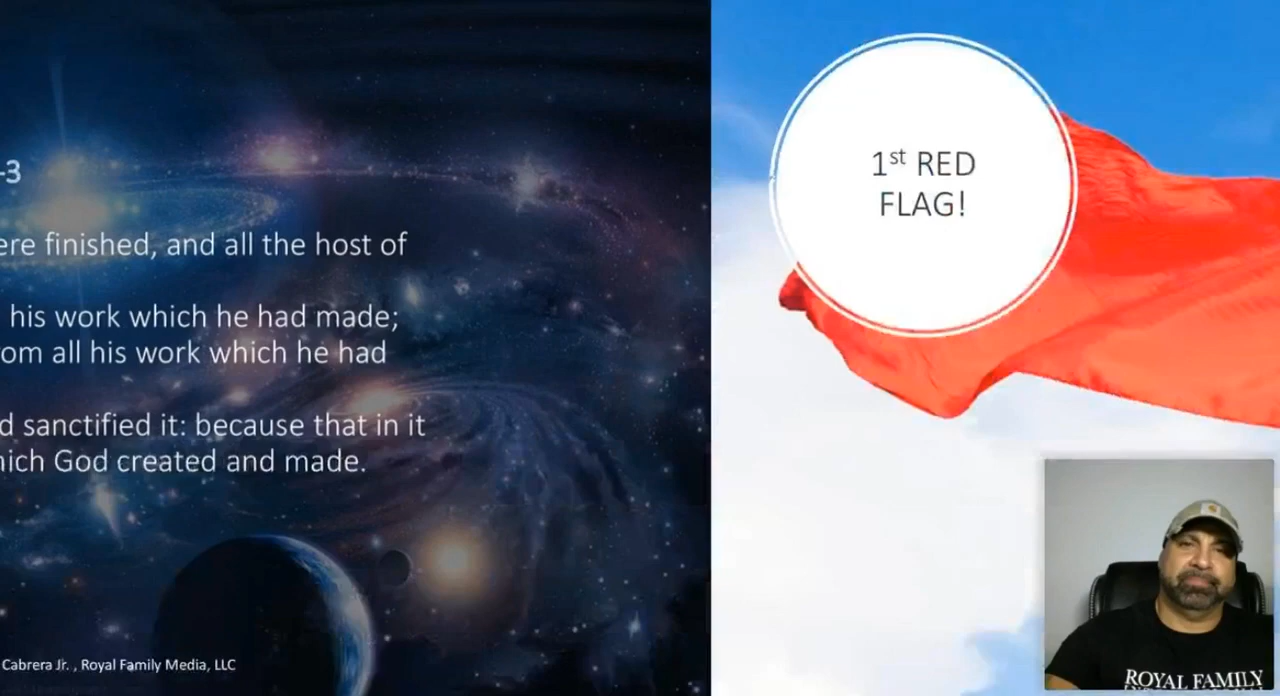 -3
ere finished, and all the host of
his work which he had made;
rom all his work which he had
d sanctified it: because that in it
hich God created and made.
Cabrera Jr. , Royal Family Media, LLC
1st RED
FLAG!
ROYAL FAMILY